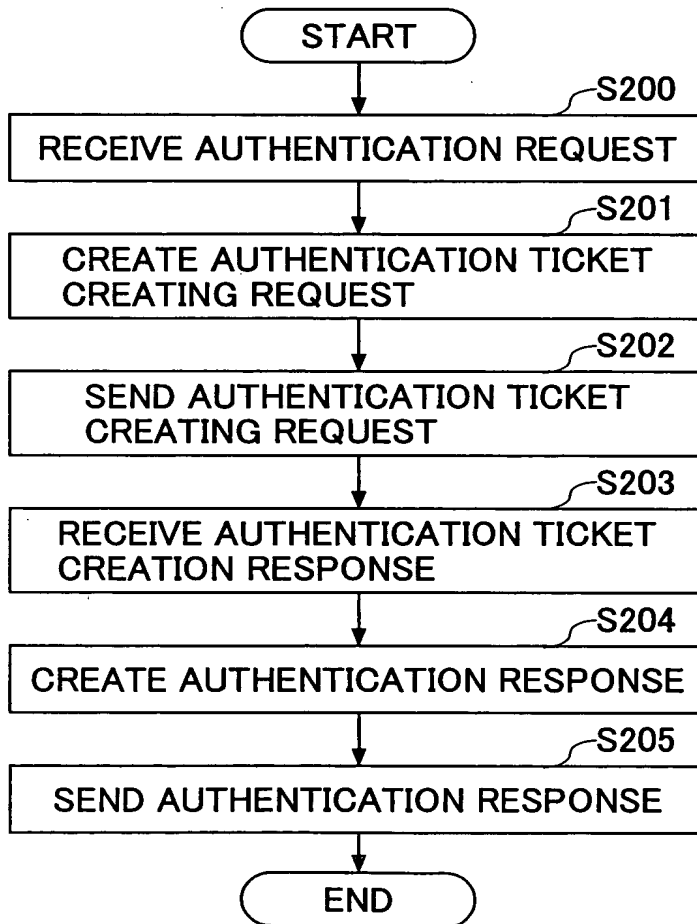 START
S200
RECEIVE AUTHENTICATION REQUEST
S201
CREATE AUTHENTICATION TICKET
CREATING REQUEST
S202
SEND AUTHENTICATION TICKET
CREATING REQUEST
S203
RECEIVE AUTHENTICATION TICKET
CREATION RESPONSE
S204
CREATE AUTHENTICATION RESPONSE
S205
SEND AUTHENTICATION RESPONSE
END